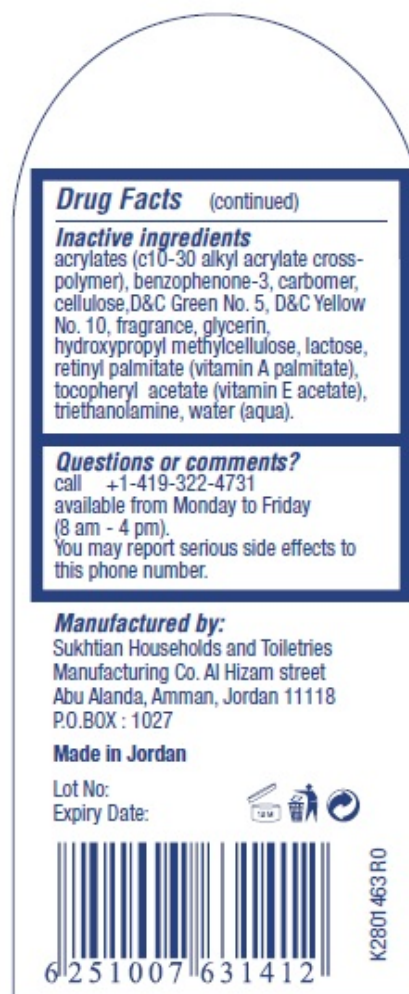 Drug Facts (continued)
Inactive ingredients
acrylates (c10-30 alkyl acrylate cross-
polymer), benzophenone-3, carbomer,
cellulose,D&C Green No. 5, D&C Yellow
No. 10, fragrance, glycerin,
hydroxypropyl methylcellulose, lactose,
retinyl palmitate (vitamin A palmitate),
tocopheryl acetate (vitamin E acetate),
triethanolamine, water (aqua).
Questions or comments?
call +1-419-322-4731
available from Monday to Friday
(8 am - 4 pm).
You may report serious side effects to
this phone number.
Manufactured by:
Sukhtian Households and Toiletries
Manufacturing Co. Al Hizam street
Abu Alanda, Amman, Jordan 11118
P.O.BOX : 1027
Made in Jordan
Lot No:
Expiry Date:
K2801463 R0
6 251007 631412